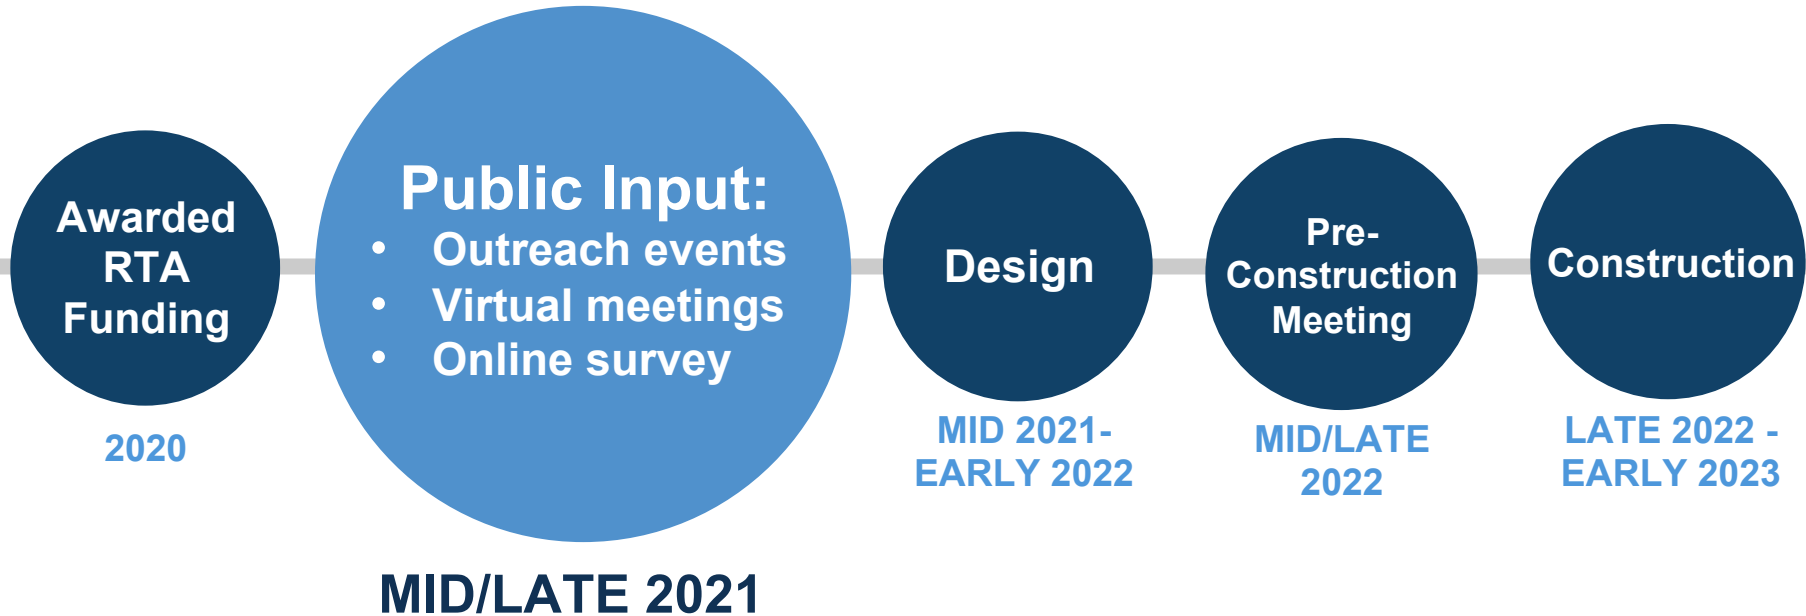 Awarded
RTA
Funding
2020
Public Input:
• Outreach events
• Virtual meetings
• Online survey
MID/LATE 2021
Design
MID 2021-
EARLY 2022
Pre-
Construction
Meeting
MID/LATE
2022
Construction
LATE 2022 -
EARLY 2023